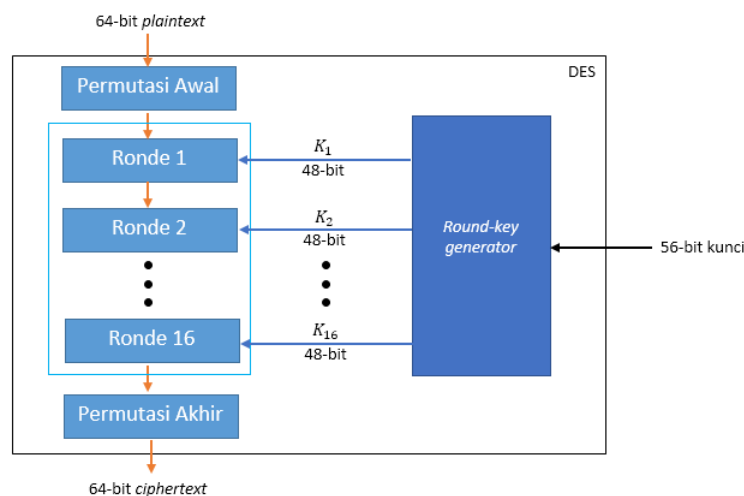 64-bit plaintext
DES
Permutasi Awal
Ronde 1
K₁
48-bit
Ronde 2
K₂
48-bit
Round-key
generator
56-bit kunci
Ronde 16
K₁₆
48-bit
Permutasi Akhir
64-bit ciphertext